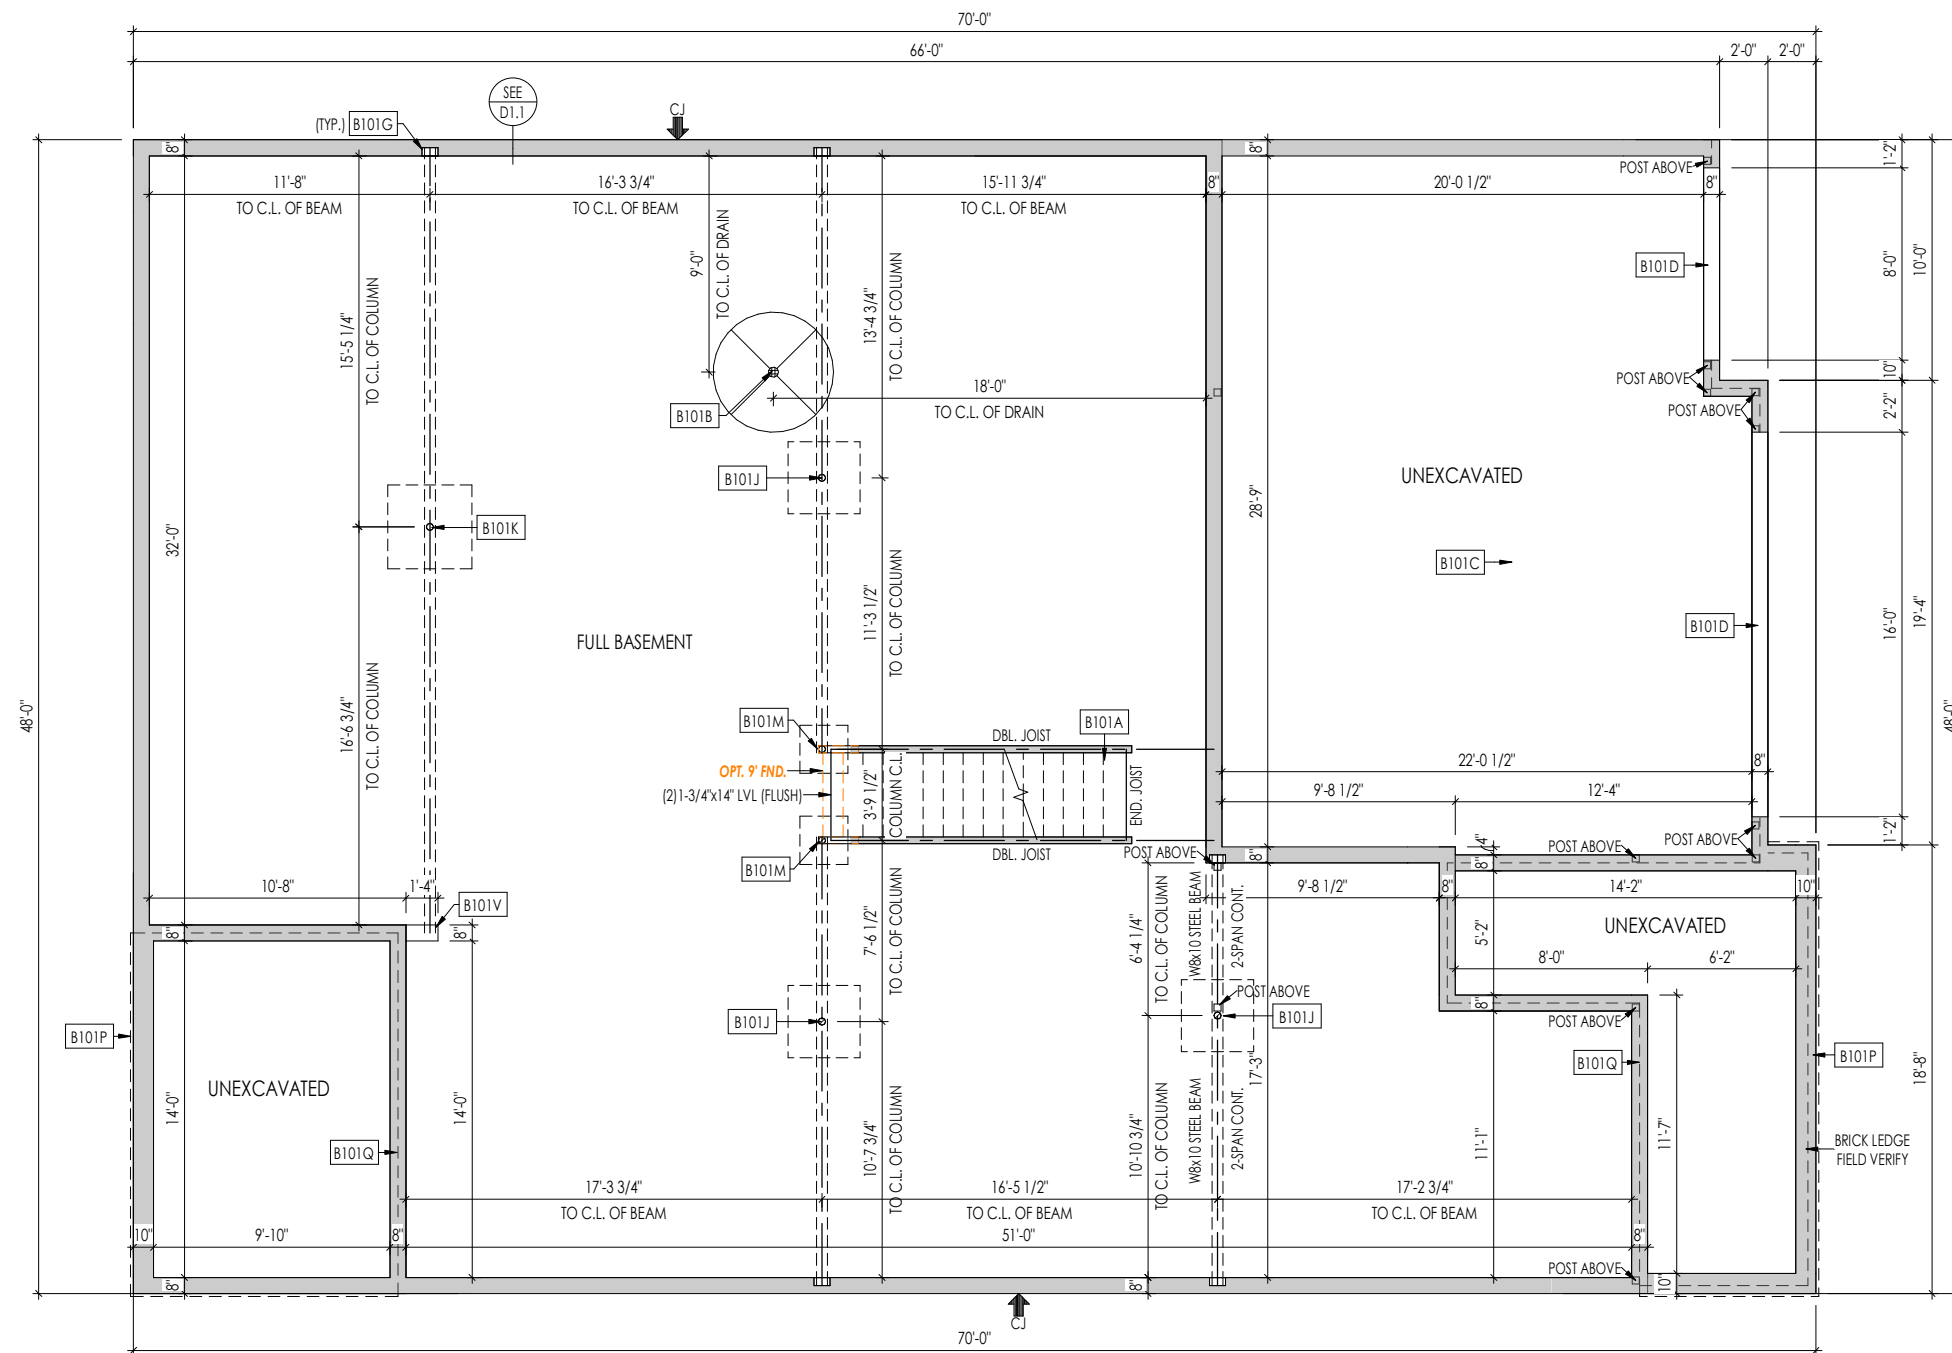 70'-0"
66'-0"
2'-0"
2'-0"
SEE
D1.1
CJ
(TYP.)
B101G
8"
8"
POST ABOVE
1'-2"
11'-8"
TO C.L. OF BEAM
16'-3 3/4"
TO C.L. OF BEAM
15'-11 3/4"
TO C.L. OF BEAM
8"
20'-0 1/2"
8"
9'-0"
TO C.L. OF DRAIN
B101D
8'-0"
10'-0"
15'-5 1/4"
TO C.L. OF COLUMN
13'-4 3/4"
TO C.L. OF COLUMN
18'-0"
TO C.L. OF DRAIN
B101B
POST ABOVE
10"
POST ABOVE
2'-2"
B101J
UNEXCAVATED
28'-9"
B101K
32'-0"
B101C
11'-3 1/2"
TO C.L. OF COLUMN
FULL BASEMENT
B101D
16'-0"
19'-4"
48'-0"
48'-0"
16'-6 3/4"
TO C.L. OF COLUMN
B101M
B101A
DBL. JOIST
OPT. 9' FND.
(2)1-3/4"x14" LVL (FLUSH)
3'-9 1/2"
COLUMN C.L.
END. JOIST
22'-0 1/2"
8"
9'-8 1/2"
12'-4"
1'-2"
B101M
DBL. JOIST
POST ABOVE
8"
4"
8"
POST ABOVE
POST ABOVE
10'-8"
1'-4"
B101V
8"
8"
7'-6 1/2"
TO C.L. OF COLUMN
6'-4 1/4"
TO C.L. OF COLUMN
W8x10 STEEL BEAM
2-SPAN CONT.
9'-8 1/2"
8"
14'-2"
10"
UNEXCAVATED
5'-2"
8'-0"
6'-2"
8"
POST ABOVE
POST ABOVE
B101J
B101J
B101P
B101Q
B101P
17'-3"
UNEXCAVATED
14'-0"
14'-0"
10'-7 3/4"
TO C.L. OF COLUMN
10'-10 3/4"
TO C.L. OF COLUMN
W8x10 STEEL BEAM
2-SPAN CONT.
11'-1"
11'-7"
18'-8"
BRICK LEDGE
FIELD VERIFY
B101Q
17'-3 3/4"
TO C.L. OF BEAM
16'-5 1/2"
TO C.L. OF BEAM
17'-2 3/4"
TO C.L. OF BEAM
10"
9'-10"
8"
51'-0"
8"
POST ABOVE
8"
8"
10"
CJ
70'-0"